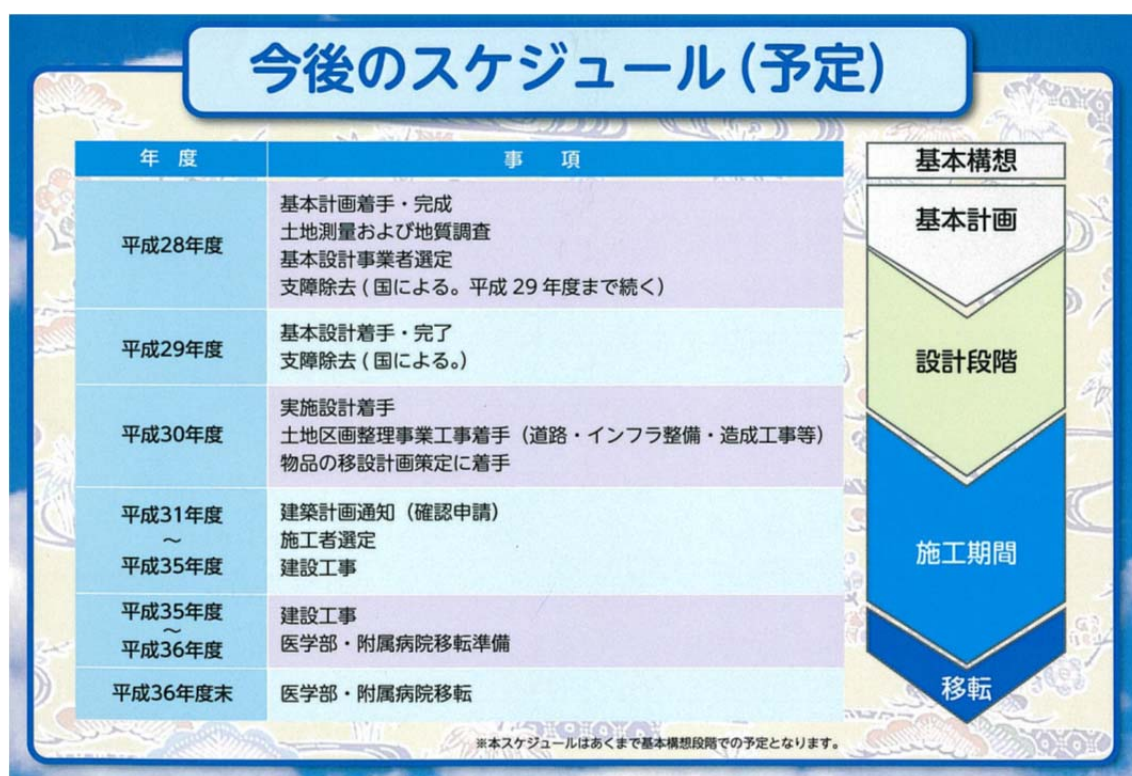 今後のスケジュール(予定)
年 度 事 項
平成28年度
基本計画着手・完成
土地測量および地質調査
基本設計事業者選定
支障除去(国による。平成29年度まで続く)
平成29年度
基本設計着手・完了
支障除去(国による。)
平成30年度
実施設計着手
土地区画整理事業工事着手(道路・インフラ整備・造成工事等)
物品の移設計画策定に着手
平成31年度
~
平成35年度
建築計画通知(確認申請)
施工者選定
建設工事
平成35年度
~
平成36年度
建設工事
医学部・附属病院移転準備
平成36年度末
医学部・附属病院移転
基本構想
基本計画
設計段階
施工期間
移転
※本スケジュールはあくまで基本構想段階での予定となります。